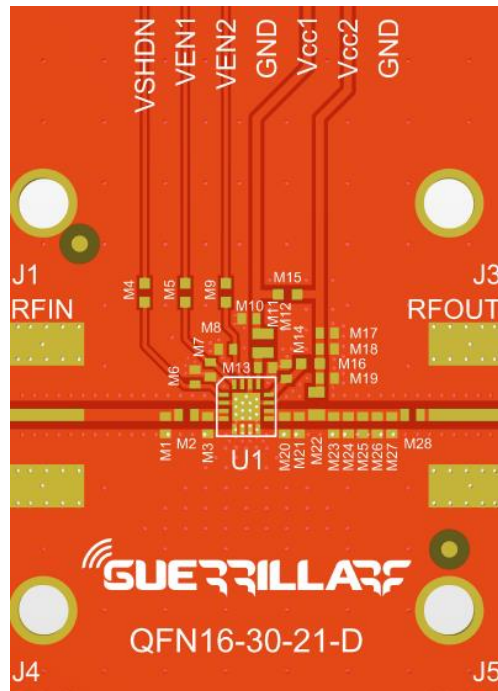 VSHDN
VEN1
VEN2
GND
Vcc1
Vcc2
GND
J1
RFIN
J3
RFOUT
M4
M5
M9
M15
M10
M11
M12
M17
M8
M18
M7
M14
M16
M6
M13
M19
M1
M2
M3
U1
M20
M21
M22
M23
M24
M25
M26
M27
M28
GUERRILLARF
QFN16-30-21-D
J4
J5